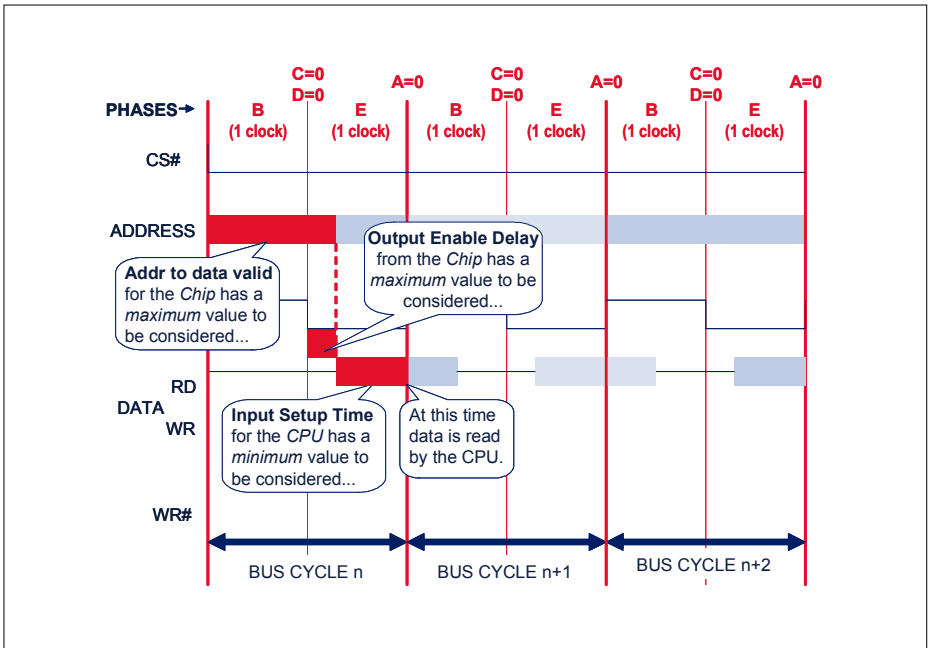 C=0 C=0 C=0
D=0 A=0 D=0 A=0 D=0 A=0
PHASES→ B E B E B E
(1 clock) (1 clock) (1 clock) (1 clock) (1 clock) (1 clock)
CS#
ADDRESS
Output Enable Delay
from the Chip has a
maximum value to be
considered...
Addr to data valid
for the Chip has a
maximum value to
be considered...
RD
DATA
WR
Input Setup Time
for the CPU has a
minimum value to
be considered...
At this time
data is read
by the CPU.
WR#
BUS CYCLE n BUS CYCLE n+1 BUS CYCLE n+2